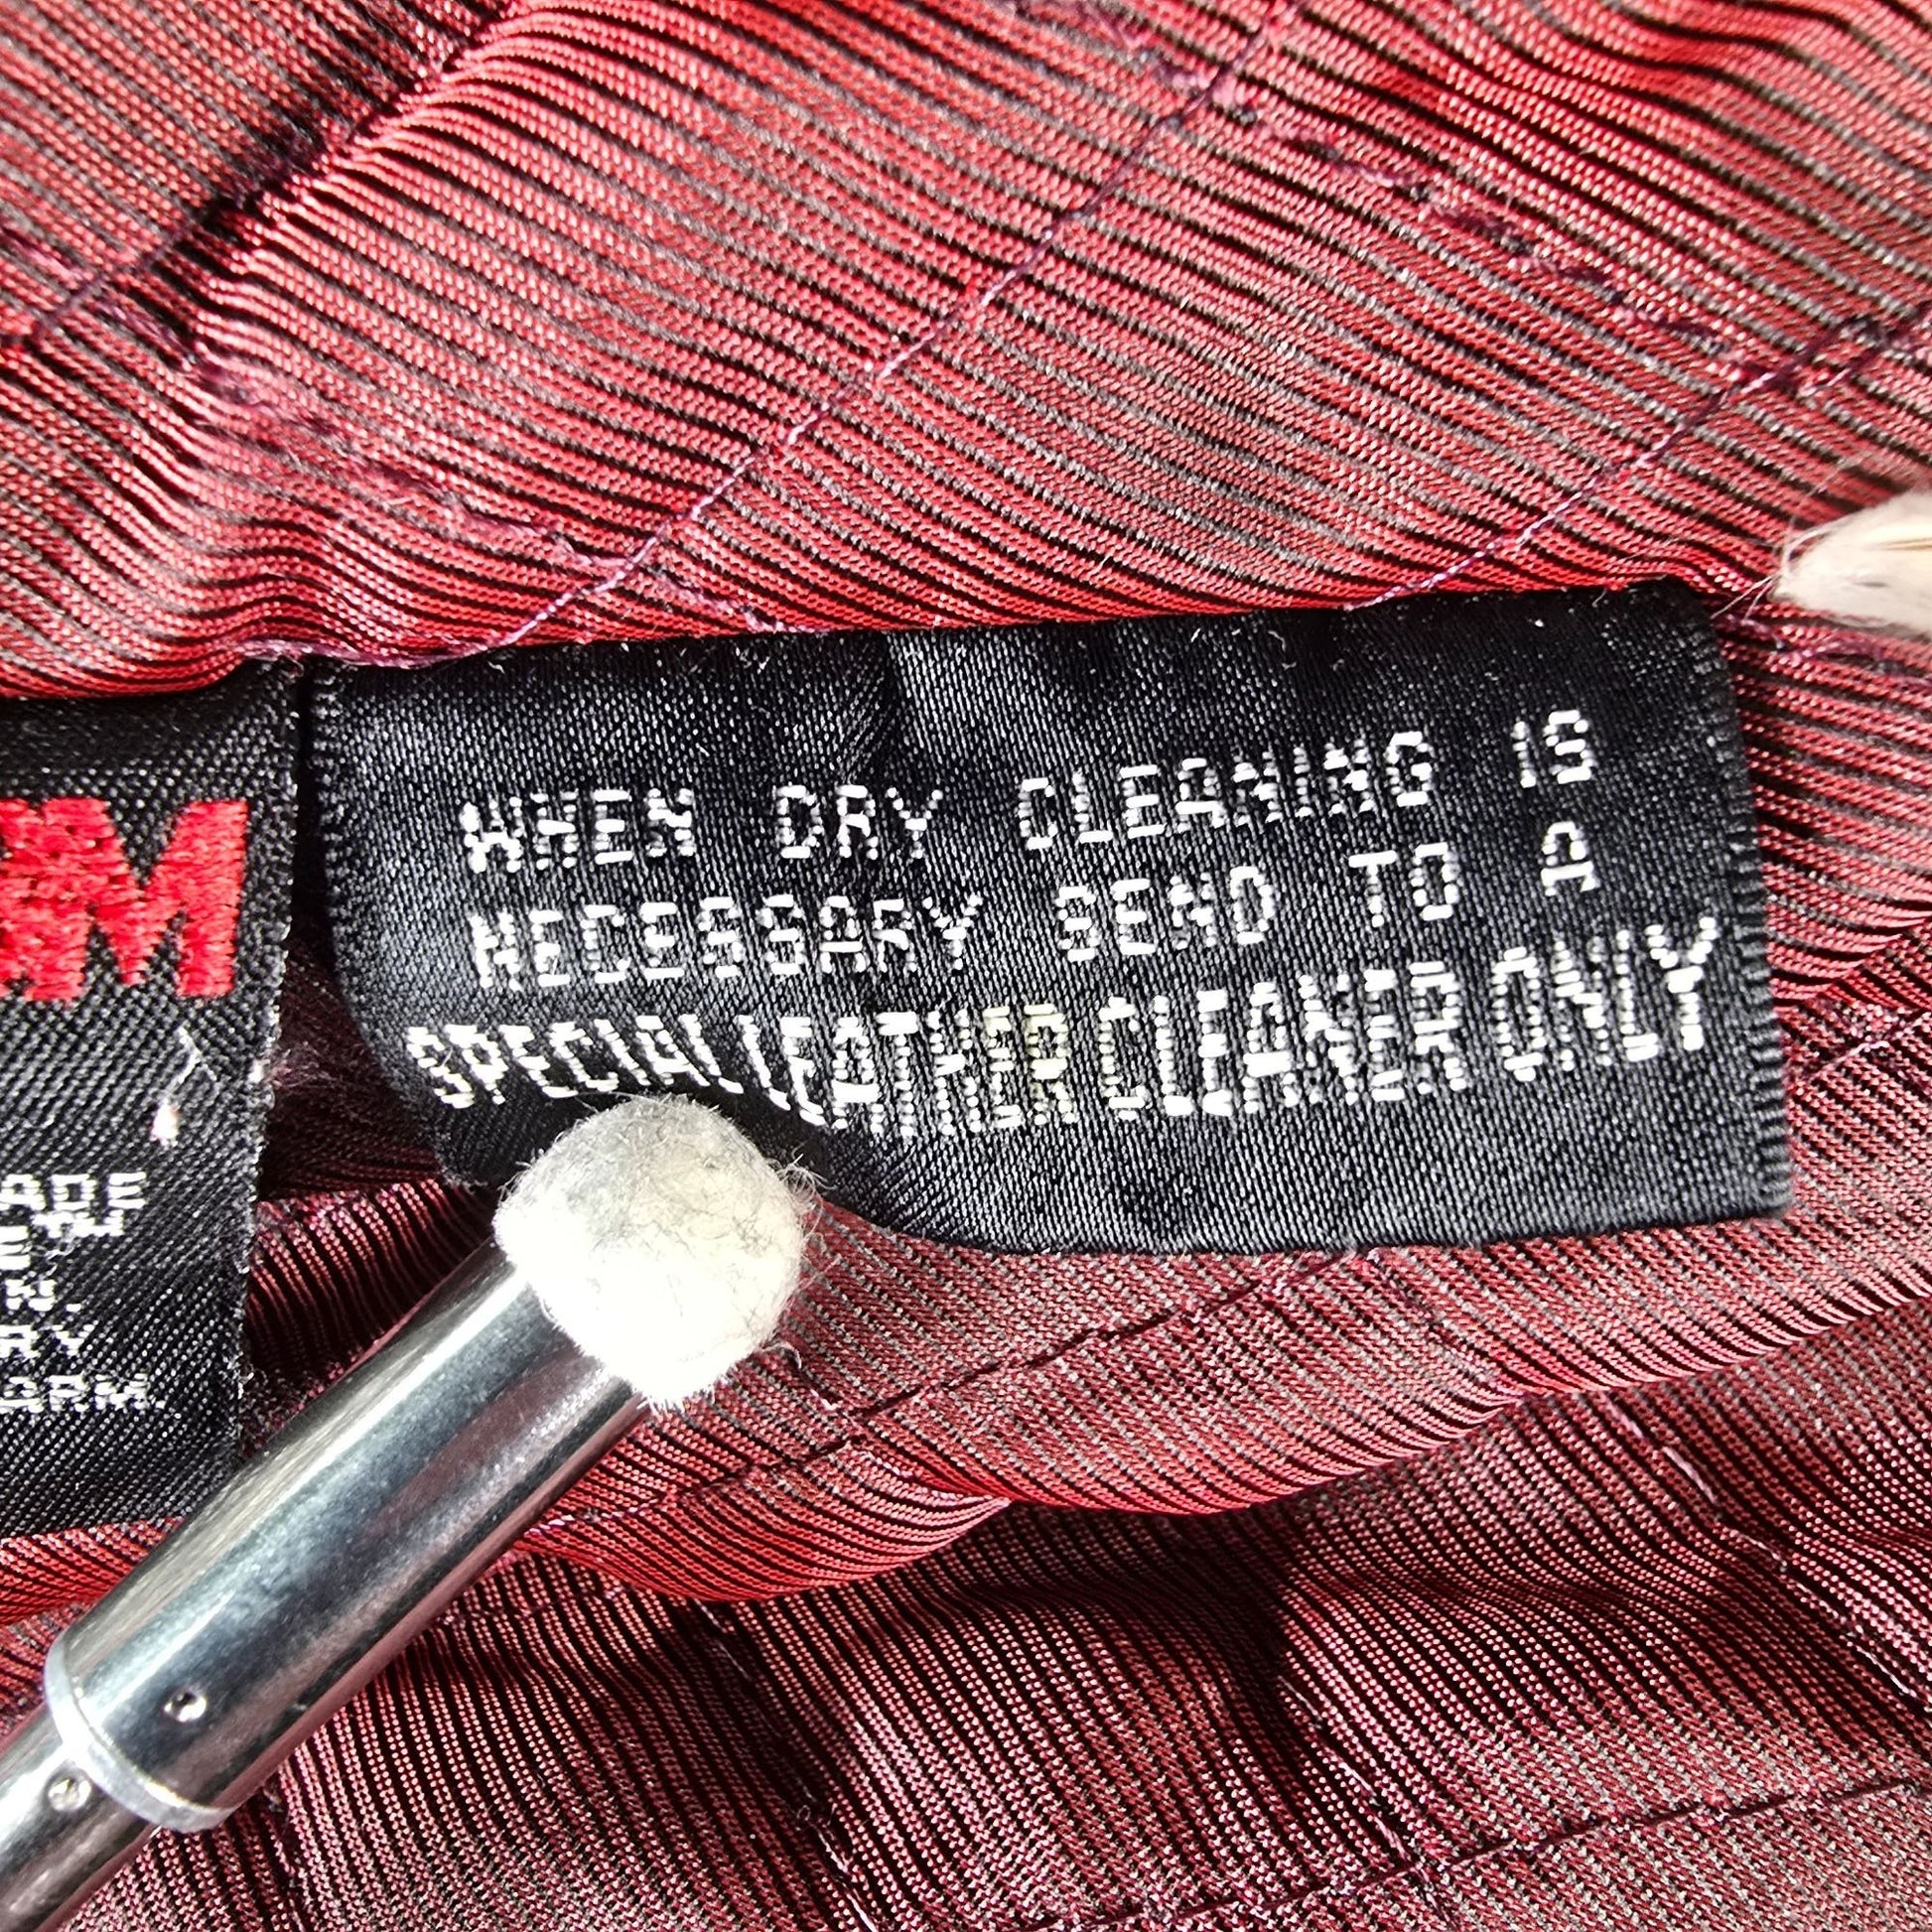 M
WHEN DRY CLEANING IS
NECESSARY SEND TO A
SPECIAL LEATHER CLEANER ONLY